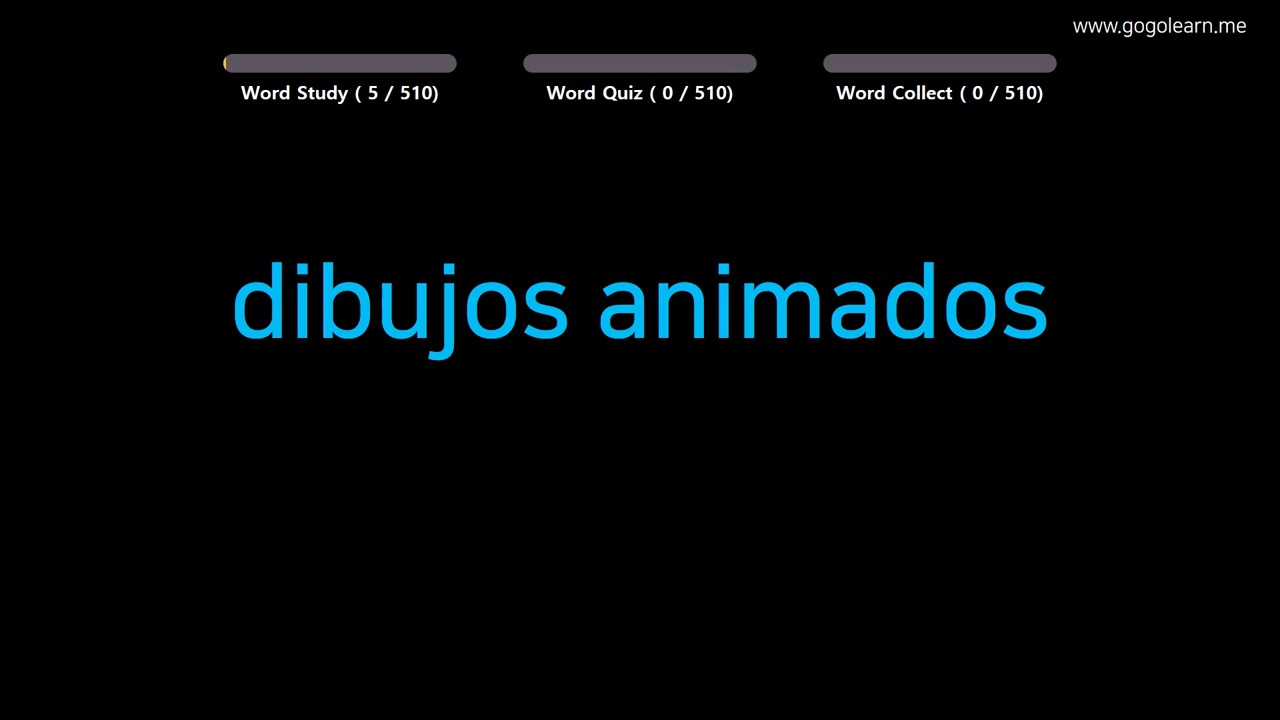 www.gogolearn.me
Word Study ( 5 / 510)
Word Quiz ( 0 / 510)
Word Collect ( 0 / 510)
dibujos animados